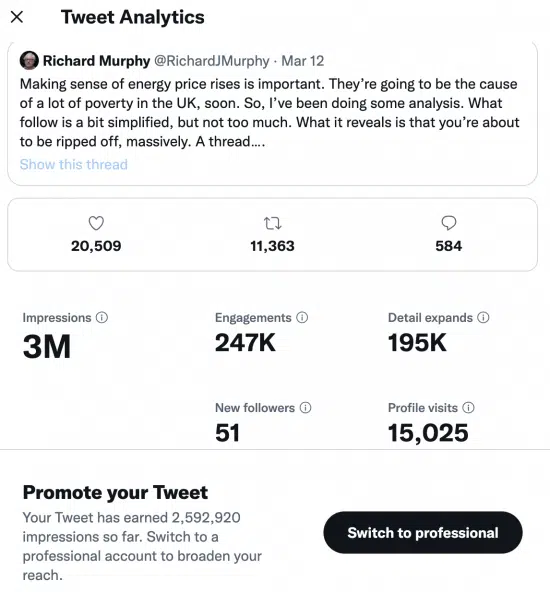 Tweet Analytics
Richard Murphy @RichardJMurphy · Mar 12
Making sense of energy price rises is important. They're going to be the cause
of a lot of poverty in the UK, soon. So, I've been doing some analysis. What
follow is a bit simplified, but not too much. What it reveals is that you're about
to be ripped off, massively. A thread....
Show this thread
20,509 11,363 584
Impressions Engagements Detail expands
3M 247K 195K
New followers Profile visits
51 15,025
Promote your Tweet
Your Tweet has earned 2,592,920
impressions so far. Switch to a
professional account to broaden your
reach.
Switch to professional